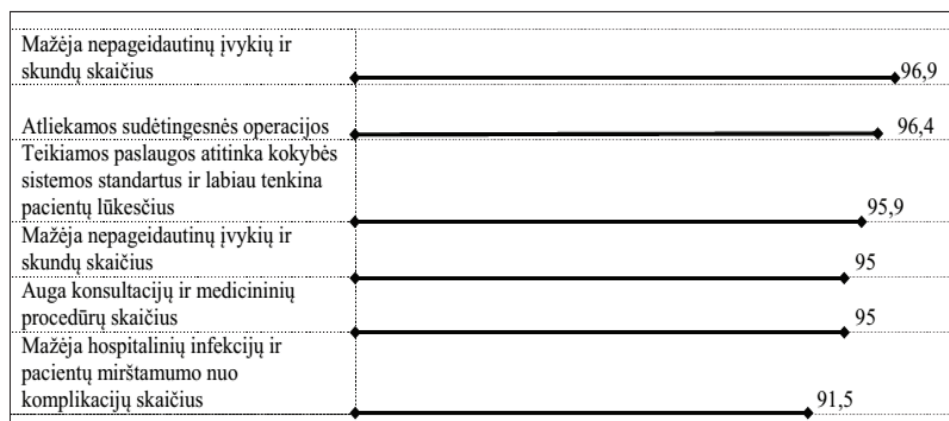 Mažėja nepageidautinų įvykių ir
skundų skaičius
96,9
Atliekamos sudėtingesnės operacijos
96,4
Teikiamos paslaugos atitinka kokybės
sistemos standartus ir labiau tenkina
pacientų lūkesčius
95,9
Mažėja nepageidautinų įvykių ir
skundų skaičius
95
Auga konsultacijų ir medicininių
procedūrų skaičius
95
Mažėja hospitalinių infekcijų ir
pacientų mirštamumo nuo
komplikacijų skaičius
91,5